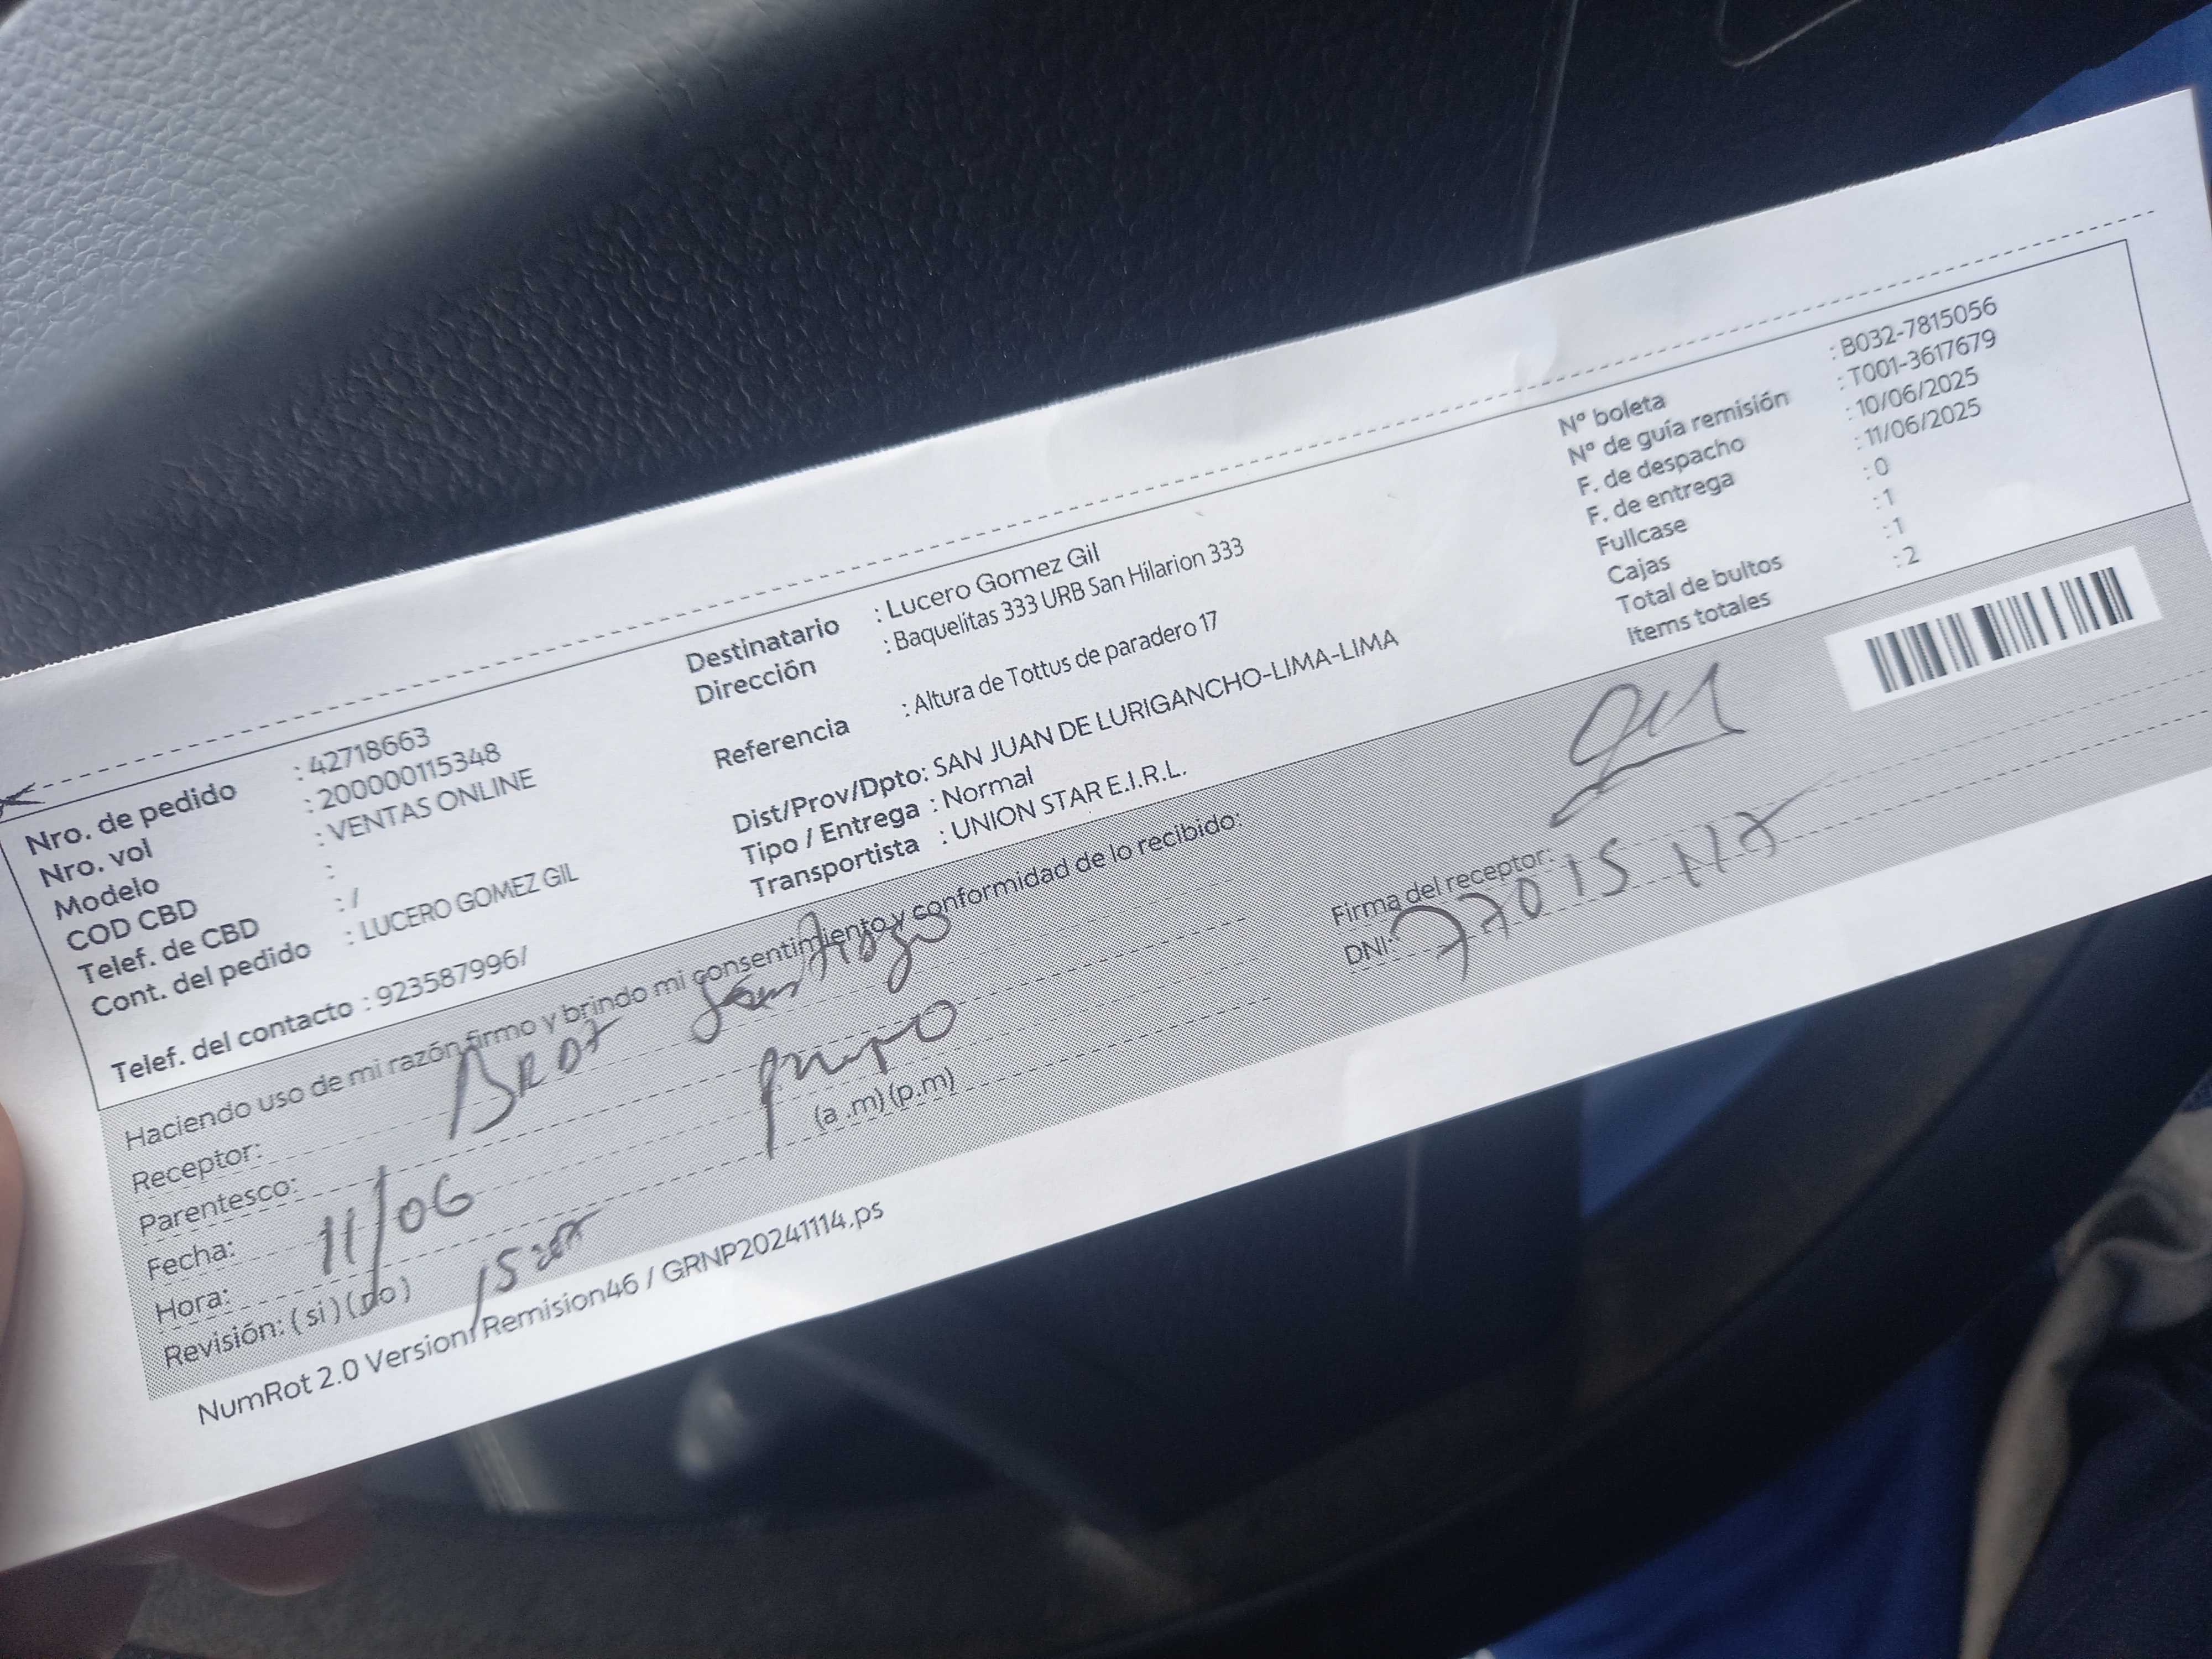 Nro. de pedido : 42718663
Nro. vol : 200000115348
Modelo : VENTAS ONLINE
COD CBD :
Telef. de CBD : /
Cont. del pedido : LUCERO GOMEZ GIL
Telef. del contacto : 923587996/
Destinatario : Lucero Gomez Gil
Dirección : Baquelitas 333 URB San Hilarion 333
Referencia : Altura de Tottus de paradero 17
Dist/Prov/Dpto: SAN JUAN DE LURIGANCHO-LIMA-LIMA
Tipo / Entrega : Normal
Transportista : UNION STAR E.I.R.L.
Nº boleta : B032-7815056
Nº de guía remisión : T001-3617679
F. de despacho : 10/06/2025
F. de entrega : 11/06/2025
Fullcase : 0
Cajas : 1
Total de bultos : 1
Items totales : 2
Haciendo uso de mi razón firmo y brindo mi consentimiento y conformidad de lo recibido:
Receptor:
Parentesco:
Fecha: 11/06
Hora: (a .m) (p.m)
Revisión: ( si ) ( no )
Firma del receptor:
DNI:
NumRot 2.0 Version: Remision46 / GRNP20241114.ps